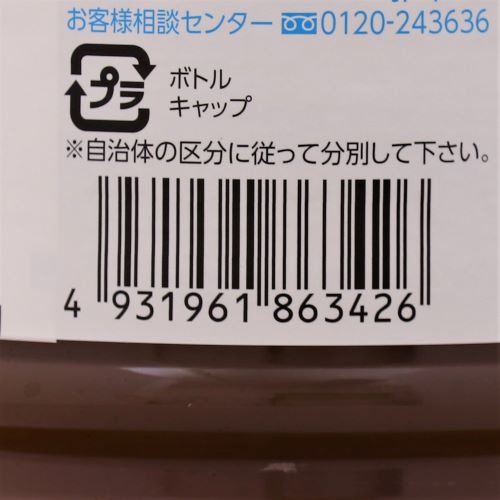 お客様相談センター 0120-243636
プラ
ボトル
キャップ
※自治体の区分に従って分別して下さい。
4 931961 863426